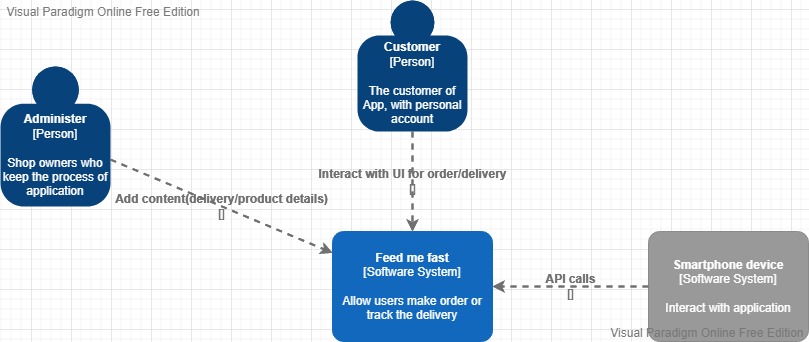 Visual Paradigm Online Free Edition
Customer
[Person]
The customer of
App, with personal
account
Administer
[Person]
Shop owners who
keep the process of
application
Interact with UI for order/delivery
[]
Add content(delivery/product details)
[]
Feed me fast
[Software System]
Allow users make order or
track the delivery
API calls
[]
Smartphone device
[Software System]
Interact with application
Visual Paradigm Online Free Edition